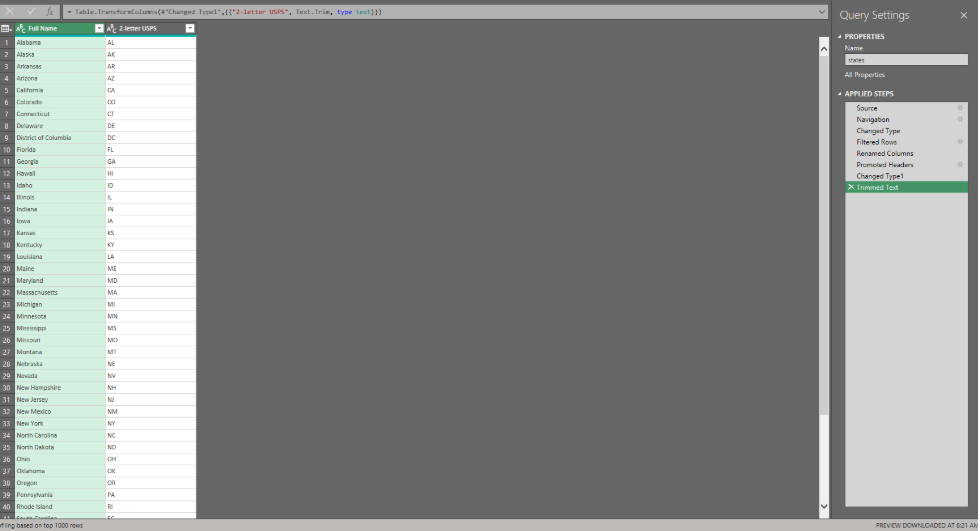 = Table.TransformColumns(#"Changed Type1",{{"2-letter USPS", Text.Trim, type text}})
Full Name 2-letter USPS
1 Alabama AL
2 Alaska AK
3 Arkansas AR
4 Arizona AZ
5 California CA
6 Colorado CO
7 Connecticut CT
8 Delaware DE
9 District of Columbia DC
10 Florida FL
11 Georgia GA
12 Hawaii HI
13 Idaho ID
14 Illinois IL
15 Indiana IN
16 Iowa IA
17 Kansas KS
18 Kentucky KY
19 Louisiana LA
20 Maine ME
21 Maryland MD
22 Massachusetts MA
23 Michigan MI
24 Minnesota MN
25 Mississippi MS
26 Missouri MO
27 Montana MT
28 Nebraska NE
29 Nevada NV
30 New Hampshire NH
31 New Jersey NJ
32 New Mexico NM
33 New York NY
34 North Carolina NC
35 North Dakota ND
36 Ohio OH
37 Oklahoma OK
38 Oregon OR
39 Pennsylvania PA
40 Rhode Island RI
Query Settings
PROPERTIES
Name
states
All Properties
APPLIED STEPS
Source
Navigation
Changed Type
Filtered Rows
Renamed Columns
Promoted Headers
Changed Type1
Trimmed Text
filing based on top 1000 rows
PREVIEW DOWNLOADED AT 8:21 AM